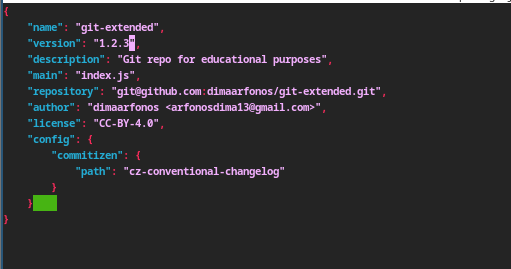 {
    "name": "git-extended",
    "version": "1.2.3",
    "description": "Git repo for educational purposes",
    "main": "index.js",
    "repository": "git@github.com:dimaarfonos/git-extended.git",
    "author": "dimaarfonos <arfonosdima13@gmail.com>",
    "license": "CC-BY-4.0",
    "config": {
        "commitizen": {
            "path": "cz-conventional-changelog"
        }
    }
}